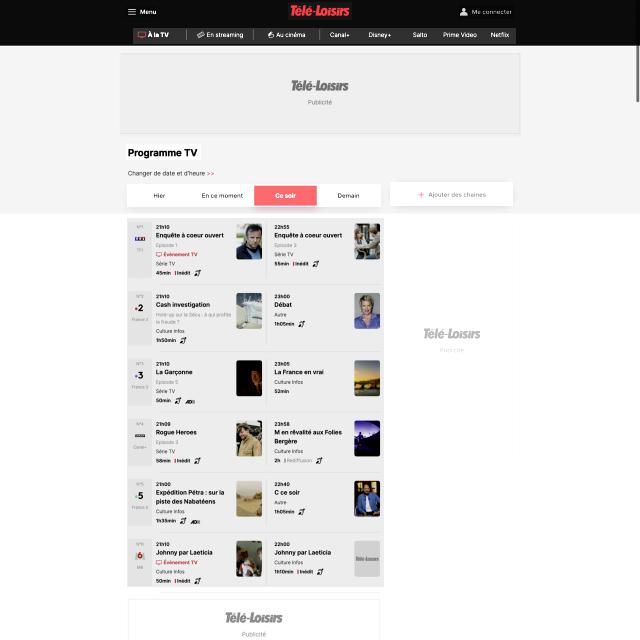 Menu
Télé-Loisirs
Me connecter
À la TV
En streaming
Au cinéma
Canal+
Disney+
Salto
Prime Video
Netflix
Télé-Loisirs
Publicité
Programme TV
Changer de date et d'heure >>
Hier
En ce moment
Ce soir
Demain
+ Ajouter des chaines
N°1
TF1
TF1
21h10
Enquête à coeur ouvert
Episode 1
Évènement TV
Série TV
45min Inédit
22h55
Enquête à coeur ouvert
Episode 3
Série TV
55min Inédit
N°2
2
France 2
21h10
Cash investigation
la fraude ?
Culture Infos
1h50min
23h00
Débat
Autre
1h05min
N°3
3
France 3
21h10
La Garçonne
Episode 5
Série TV
50min
23h05
La France en vrai
Culture Infos
52min
Télé-Loisirs
Publicité
N°4
Canal+
21h09
Rogue Heroes
Episode 3
Série TV
58min Inédit
23h58
M en rêvalité aux Folies
Bergère
Culture Infos
2h Rediffusion
N°5
5
France 5
21h00
Expédition Pétra : sur la
piste des Nabatéens
Culture Infos
1h35min
22h40
C ce soir
Autre
1h05min
N°6
6
M6
21h10
Johnny par Laeticia
Évènement TV
Culture Infos
50min Inédit
22h00
Johnny par Laeticia
Culture Infos
1h10min Inédit
Télé-Loisirs
Télé-Loisirs
Publicité